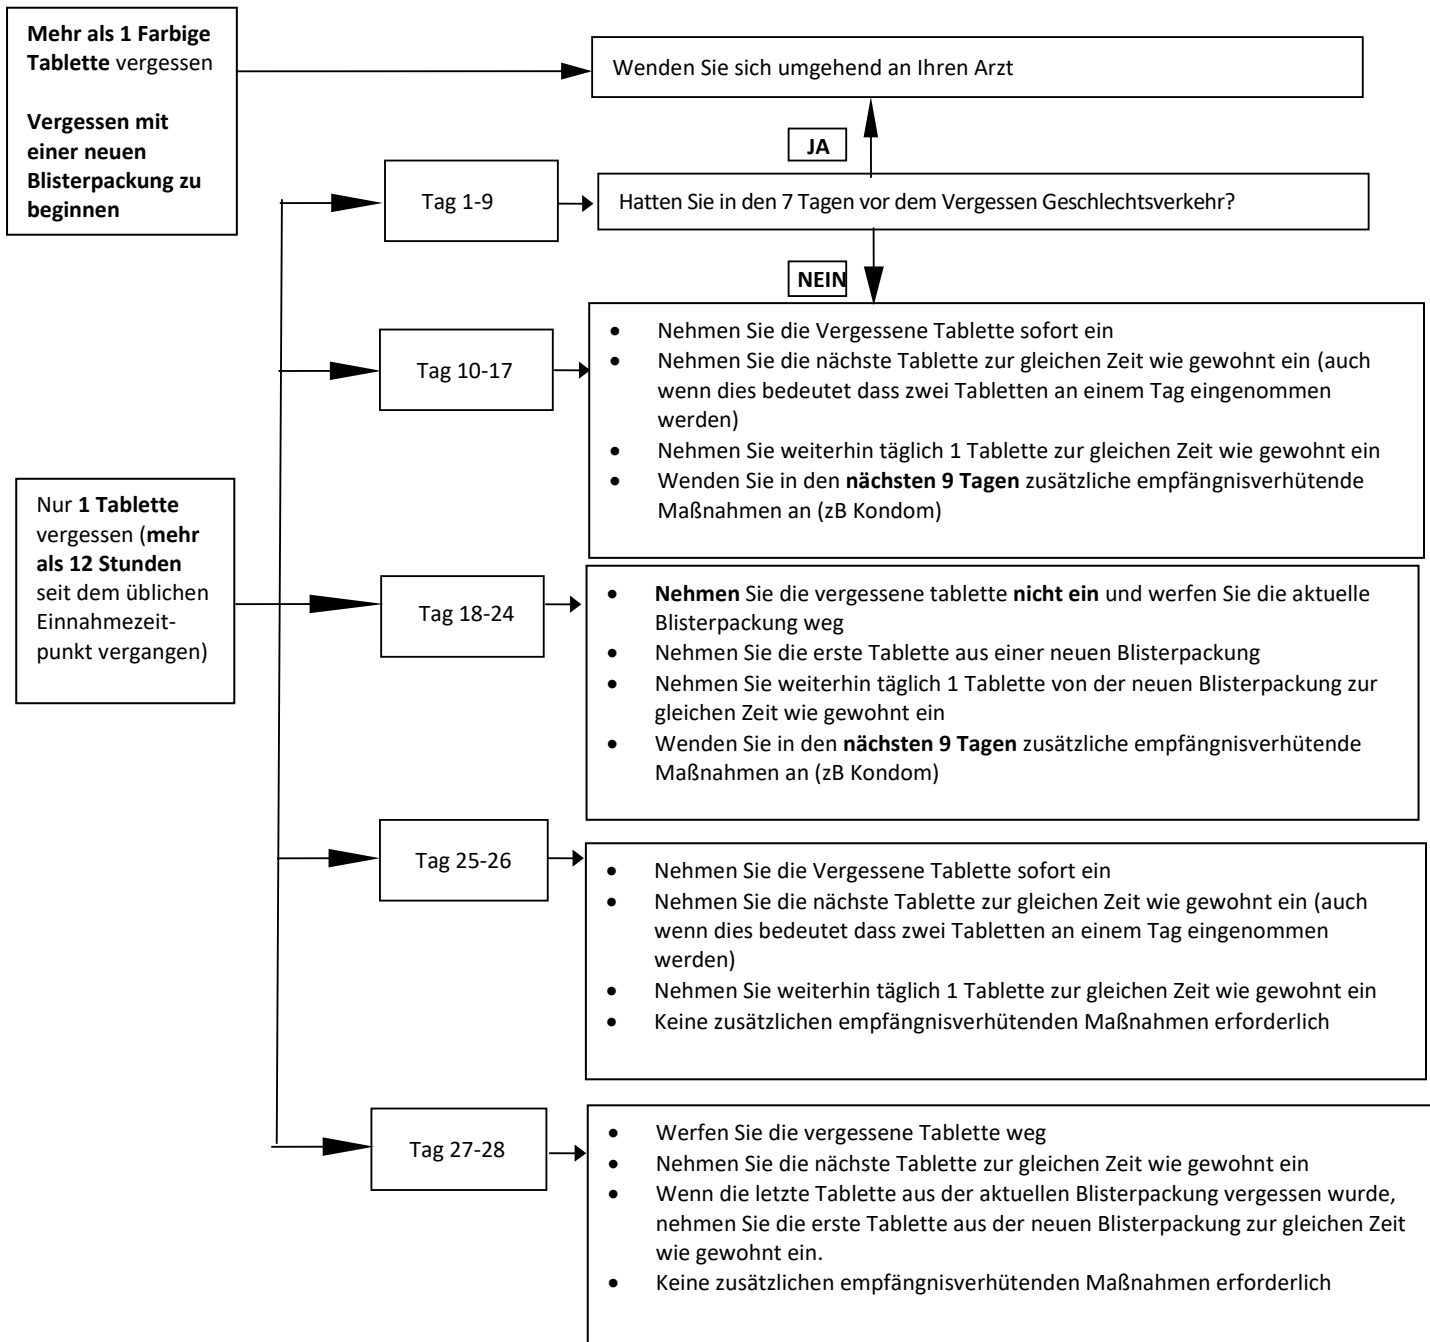 Mehr als 1 Farbige
Tablette vergessen
Vergessen mit
einer neuen
Blisterpackung zu
beginnen
Wenden Sie sich umgehend an Ihren Arzt
JA
Tag 1-9
Hatten Sie in den 7 Tagen vor dem Vergessen Geschlechtsverkehr?
NEIN
Tag 10-17
• Nehmen Sie die Vergessene Tablette sofort ein
• Nehmen Sie die nächste Tablette zur gleichen Zeit wie gewohnt ein (auch
wenn dies bedeutet dass zwei Tabletten an einem Tag eingenommen
werden)
• Nehmen Sie weiterhin täglich 1 Tablette zur gleichen Zeit wie gewohnt ein
• Wenden Sie in den nächsten 9 Tagen zusätzliche empfängnisverhütende
Maßnahmen an (zB Kondom)
Nur 1 Tablette
vergessen (mehr
als 12 Stunden
seit dem üblichen
Einnahmezeit-
punkt vergangen)
Tag 18-24
• Nehmen Sie die vergessene tablette nicht ein und werfen Sie die aktuelle
Blisterpackung weg
• Nehmen Sie die erste Tablette aus einer neuen Blisterpackung
• Nehmen Sie weiterhin täglich 1 Tablette von der neuen Blisterpackung zur
gleichen Zeit wie gewohnt ein
• Wenden Sie in den nächsten 9 Tagen zusätzliche empfängnisverhütende
Maßnahmen an (zB Kondom)
Tag 25-26
• Nehmen Sie die Vergessene Tablette sofort ein
• Nehmen Sie die nächste Tablette zur gleichen Zeit wie gewohnt ein (auch
wenn dies bedeutet dass zwei Tabletten an einem Tag eingenommen
werden)
• Nehmen Sie weiterhin täglich 1 Tablette zur gleichen Zeit wie gewohnt ein
• Keine zusätzlichen empfängnisverhütenden Maßnahmen erforderlich
Tag 27-28
• Werfen Sie die vergessene Tablette weg
• Nehmen Sie die nächste Tablette zur gleichen Zeit wie gewohnt ein
• Wenn die letzte Tablette aus der aktuellen Blisterpackung vergessen wurde,
nehmen Sie die erste Tablette aus der neuen Blisterpackung zur gleichen Zeit
wie gewohnt ein.
• Keine zusätzlichen empfängnisverhütenden Maßnahmen erforderlich